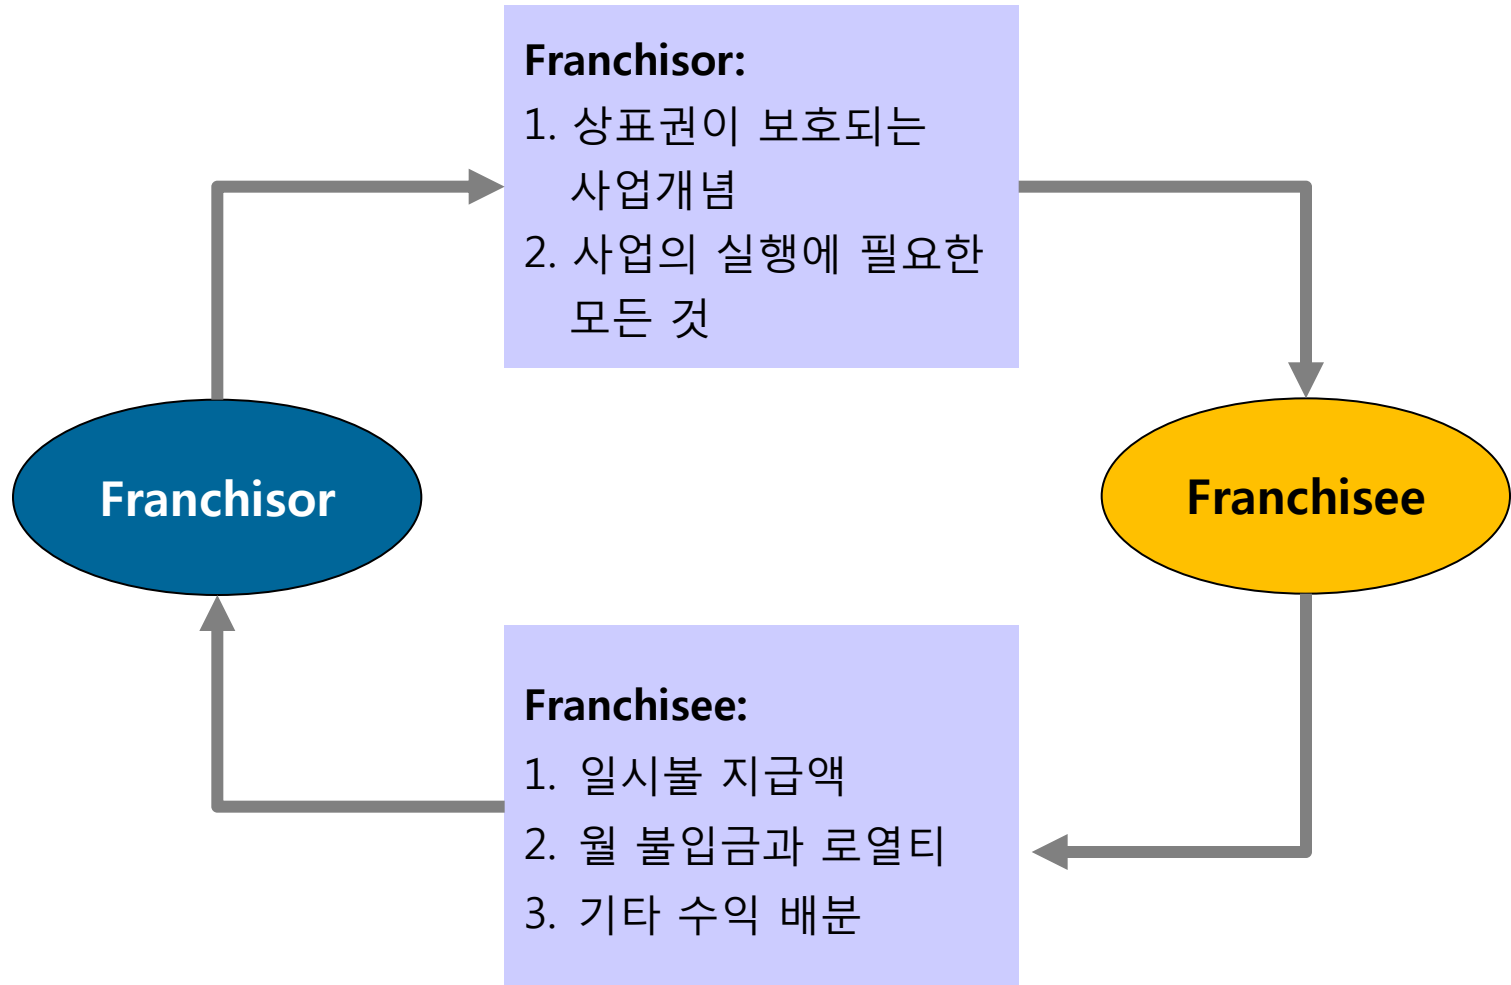 Franchisor:
1. 상표권이 보호되는
사업개념
2. 사업의 실행에 필요한
모든 것
Franchisor
Franchisee
Franchisee:
1. 일시불 지급액
2. 월 불입금과 로열티
3. 기타 수익 배분